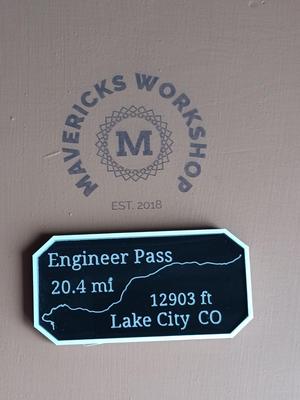 MAVERICKS WORKSHOP
M
EST. 2018
Engineer Pass
20.4 mi
12903 ft
Lake City CO